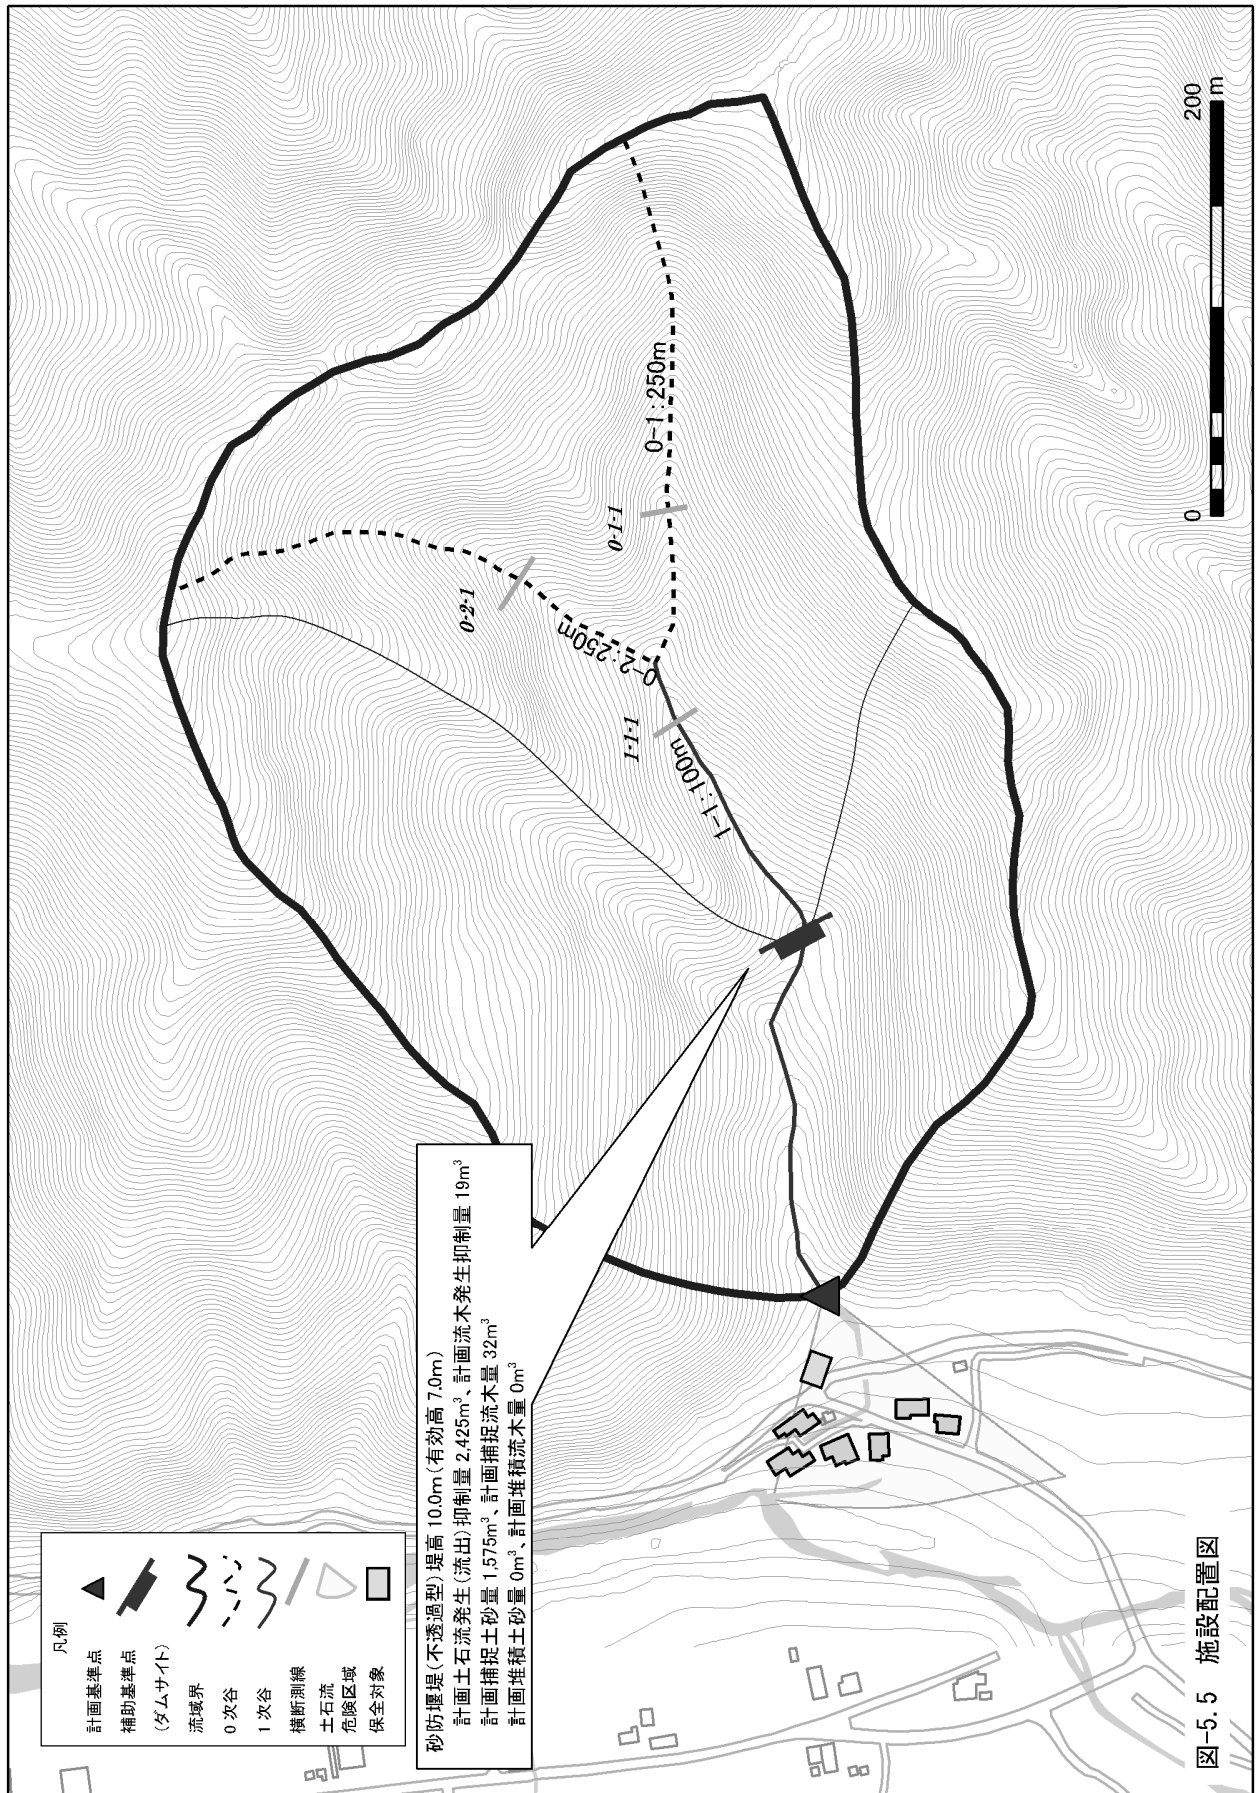 凡例
計画基準点
補助基準点
(ダムサイト)
流域界
0次谷
1次谷
横断測線
土石流
危険区域
保全対象
砂防堰堤(不透過型)堤高 10.0m(有効高 7.0m)
計画土石流発生(流出)抑制量 2,425m³、計画流木発生抑制量 19m³
計画捕捉土砂量 1,575m³、計画捕捉流木量 32m³
計画堆積土砂量 0m³、計画堆積流木量 0m³
0-2-1
0-2:250m
0-1-1
0-1:250m
1-1-1
1-1:100m
0
200
m
図-5.5 施設配置図